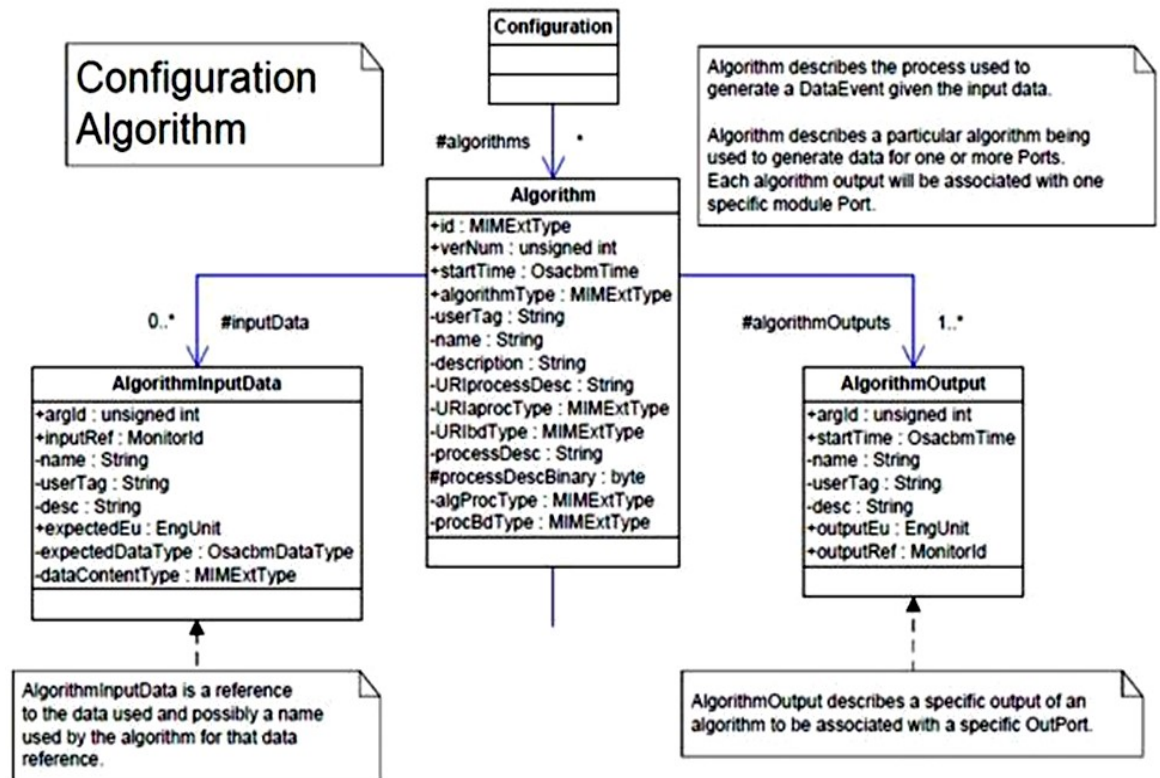 Configuration
Configuration
Algorithm
Algorithm describes the process used to
generate a DataEvent given the input data.
Algorithm describes a particular algorithm being
used to generate data for one or more Ports.
Each algorithm output will be associated with one
specific module Port.
#algorithms *
Algorithm
+id : MIMExtType
+verNum : unsigned int
+startTime : OsacbmTime
+algorithmType : MIMExtType
-userTag : String
-name : String
-description : String
-URIprocessDesc : String
-URIaprocType : MIMExtType
-URIbdType : MIMExtType
-processDesc : String
#processDescBinary : byte
-algProcType : MIMExtType
-procBdType : MIMExtType
0..* #inputData
#algorithmOutputs 1..*
AlgorithmInputData
+argId : unsigned int
+inputRef : MonitorId
-name : String
-userTag : String
-desc : String
+expectedEu : EngUnit
-expectedDataType : OsacbmDataType
-dataContentType : MIMExtType
AlgorithmOutput
+argId : unsigned int
+startTime : OsacbmTime
-name : String
-userTag : String
-desc : String
+outputEu : EngUnit
+outputRef : MonitorId
AlgorithmInputData is a reference
to the data used and possibly a name
used by the algorithm for that data
reference.
AlgorithmOutput describes a specific output of an
algorithm to be associated with a specific OutPort.